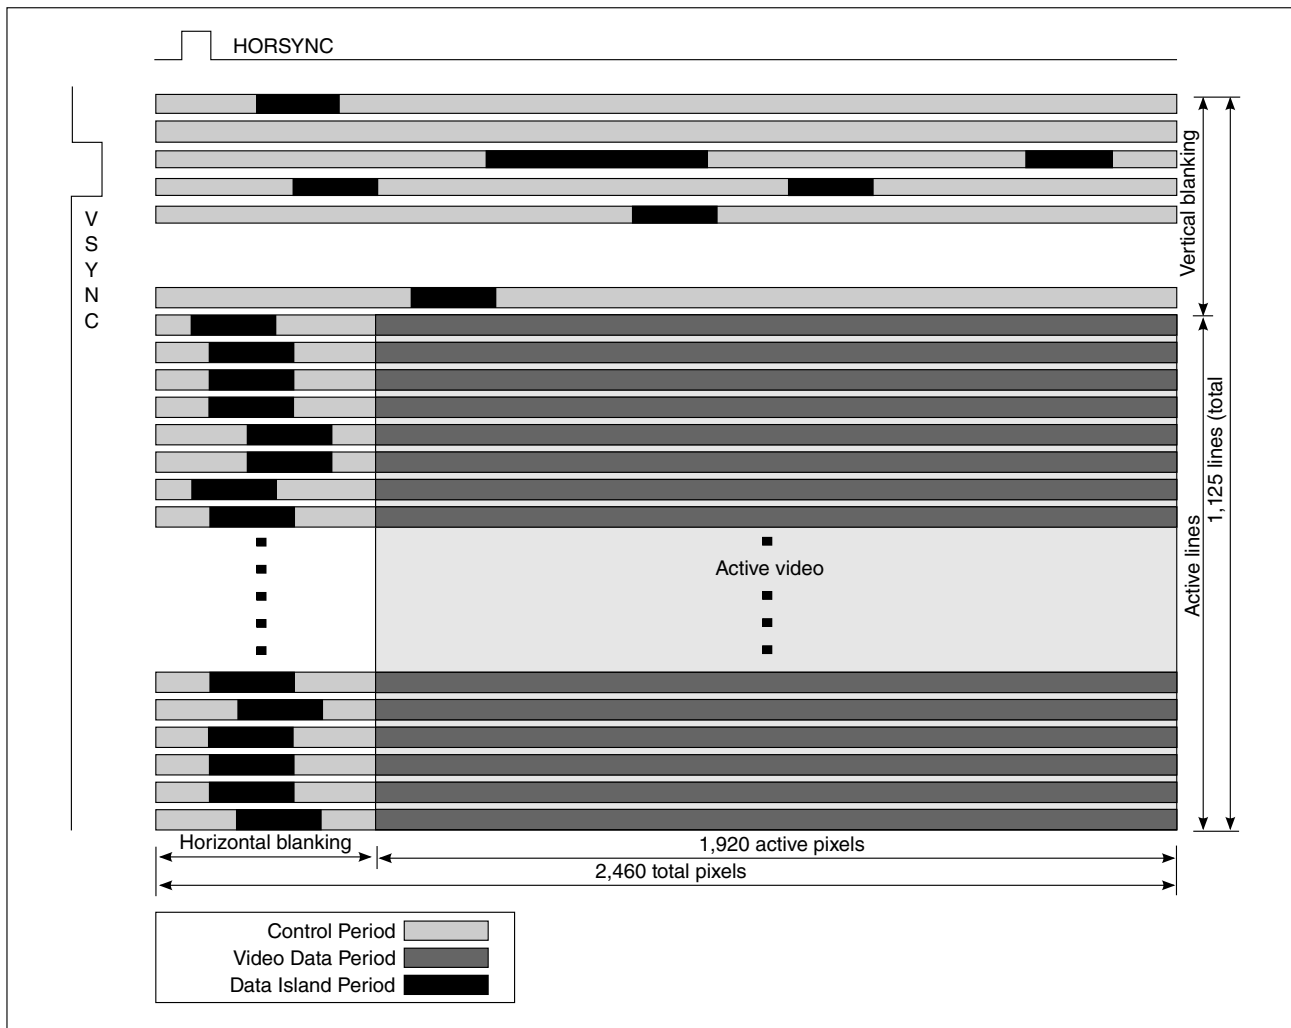 HORSYNC
VSYNC
Vertical blanking
Active lines
1,125 lines (total
Active video
Horizontal blanking
1,920 active pixels
2,460 total pixels
Control Period
Video Data Period
Data Island Period